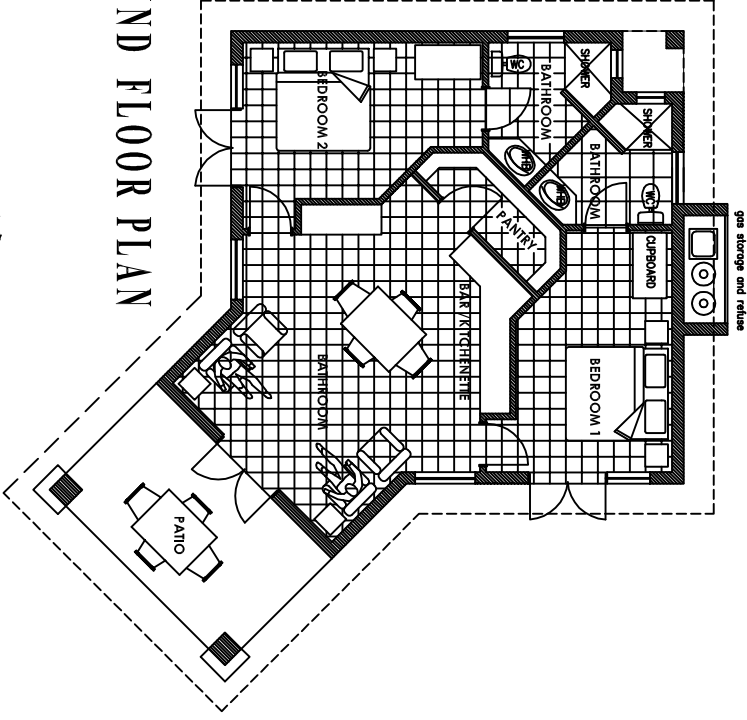 ND FLOOR PLAN
gas storage and refuse
SHOWER
WC
BATHROOM
SHOWER
BEDROOM 2
WHB
BATHROOM
WC
WHB
PANTRY
CUPBOARD
BAR/KITCHENETTE
BATHROOM
BEDROOM 1
PATIO